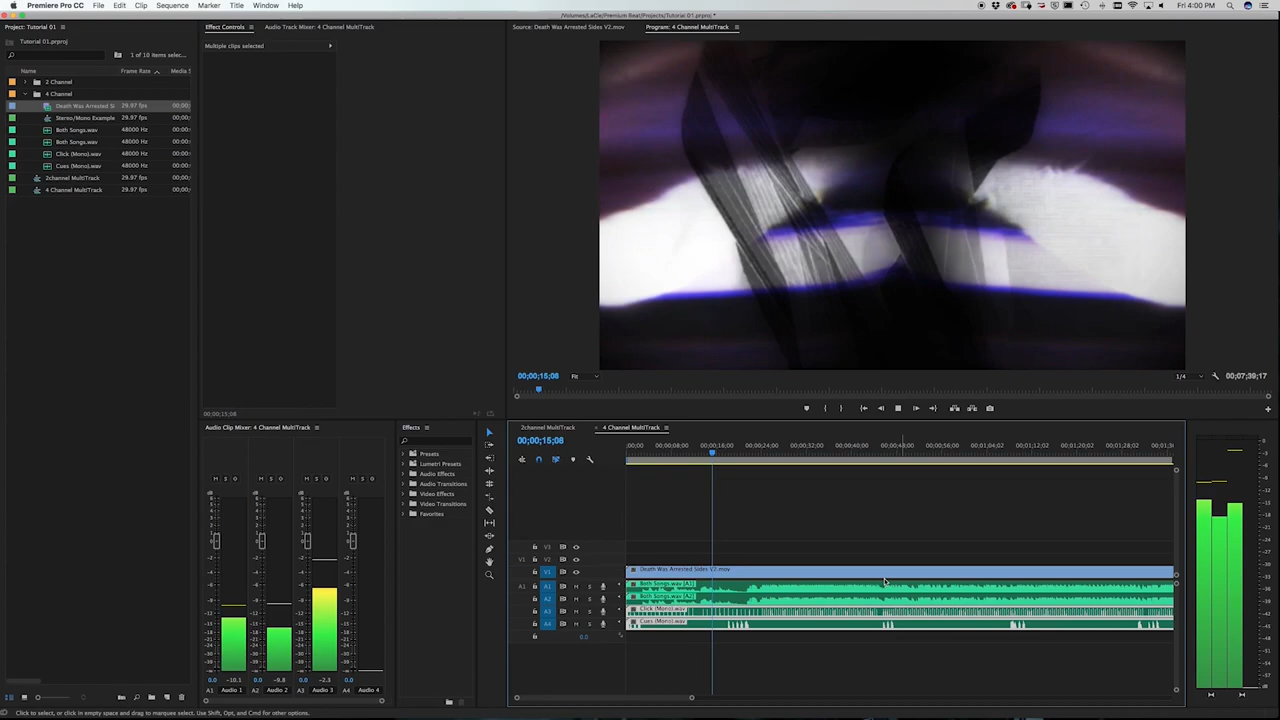 Premiere Pro CC File Edit Clip Sequence Marker Title Window Help Fri 4:00 PM
/Volumes/LaCie/Premium Beat/Projects/Tutorial 01.prproj *
Project: Tutorial 01
Effect Controls Audio Track Mixer: 4 Channel MultiTrack
Source: Death Was Arrested Sides V2.mov Program: 4 Channel MultiTrack
Tutorial 01.prproj
Multiple clips selected
1 of 18 items selec...
Name Frame Rate Media S
2 Channel
4 Channel
Death Was Arrested Si 29.97 fps 00;00;
Stereo/Mono Example 29.97 fps 00;00;
Both Songs.wav 48000 Hz 00;00;
Both Songs.wav 48000 Hz 00;00;
Click (Mono).wav 48000 Hz 00;00;
Cues (Mono).wav 48000 Hz 00;00;
2channel MultiTrack 29.97 fps 00;00;
4 Channel MultiTrack 29.97 fps 00;00;
00;00;15;08 Fit 1/4 00;07;39;17
00;00;15;08
Audio Clip Mixer: 4 Channel MultiTrack
Effects
Presets
Lumetri Presets
Audio Effects
Audio Transitions
Video Effects
Video Transitions
Favorites
M S M S M S M S
0.0 -10.1 0.0 -9.8 0.0 -2.3 0.0
A1 Audio 1 A2 Audio 2 A3 Audio 3 A4 Audio 4
2channel MultiTrack 4 Channel MultiTrack
00;00;15;08
;00;00 00;00;08;00 00;00;16;00 00;00;24;00 00;00;32;00 00;00;40;00 00;00;48;00 00;00;56;00 00;01;04;02 00;01;12;02 00;01;20;02 00;01;28;02
V3
V1 V2
V1 Death Was Arrested Sides V2.mov
A1 A1 M S Both Songs.wav [A1]
A2 M S Both Songs.wav [A2]
A3 M S Click (Mono).wav
A4 M S Cues (Mono).wav
0.0
Click to select, or click in empty space and drag to marquee select. Use Shift, Opt, and Cmd for other options.